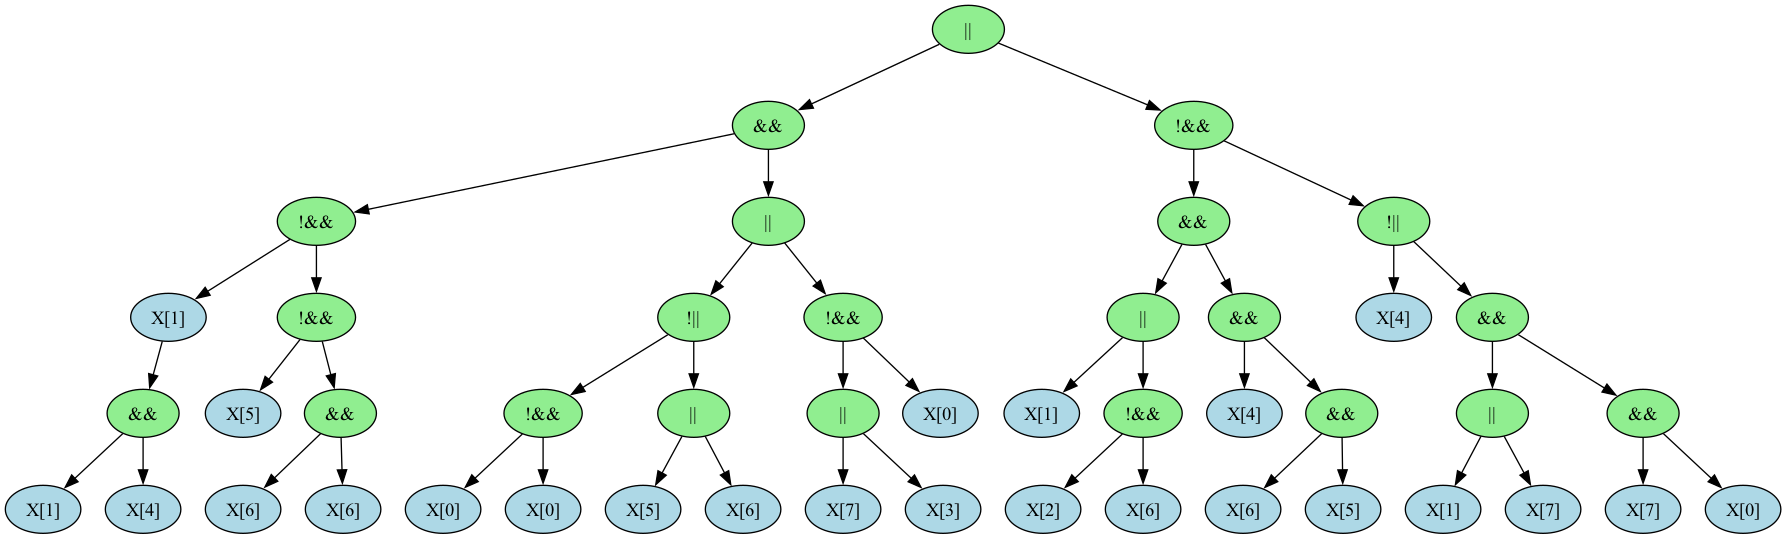 ||
&& !&&
!&& || && !||
X[1] !&& !|| !&& || && X[4] &&
&& X[5] && !&& || || X[0] X[1] !&& X[4] && || &&
X[1] X[4] X[6] X[6] X[0] X[0] X[5] X[6] X[7] X[3] X[2] X[6] X[6] X[5] X[1] X[7] X[7] X[0]